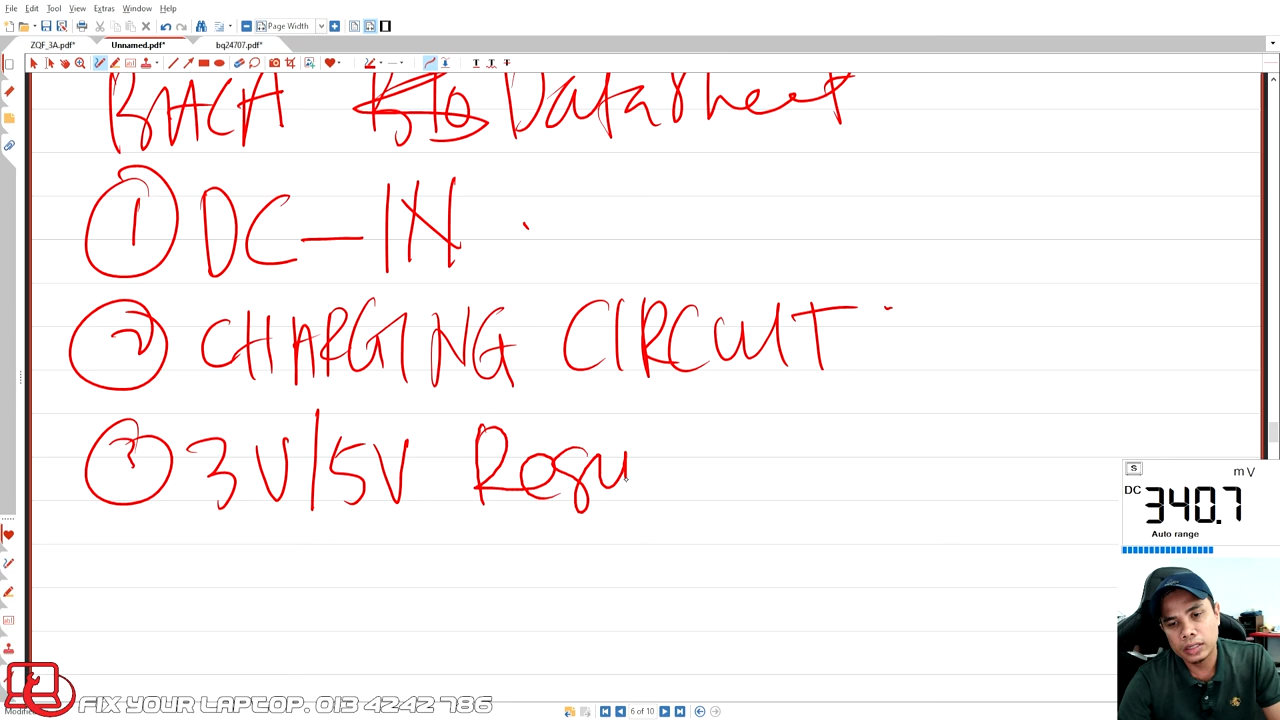 File Edit Tool View Extras Window Help
Page Width
ZQF_3A.pdf* Unnamed.pdf* bq24707.pdf*
BACA Datasheet
1 DC-IN
2 CHARGING CIRCUIT
3 3V/5V Regu
S mV
DC 340.7
Auto range
FIX YOUR LAPTOP. 013 4242 786
6 of 10